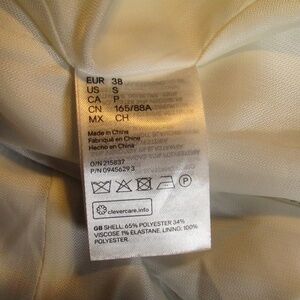 EUR 38
US S
CA P
CN 165/88A
MX CH
Made in China
Fabriqué en Chine
Hecho en China
O/N 215837
P/N 0945629 3
P
clevercare.info
GB SHELL: 65% POLYESTER 34%
VISCOSE 1% ELASTANE. LINING: 100%
POLYESTER.